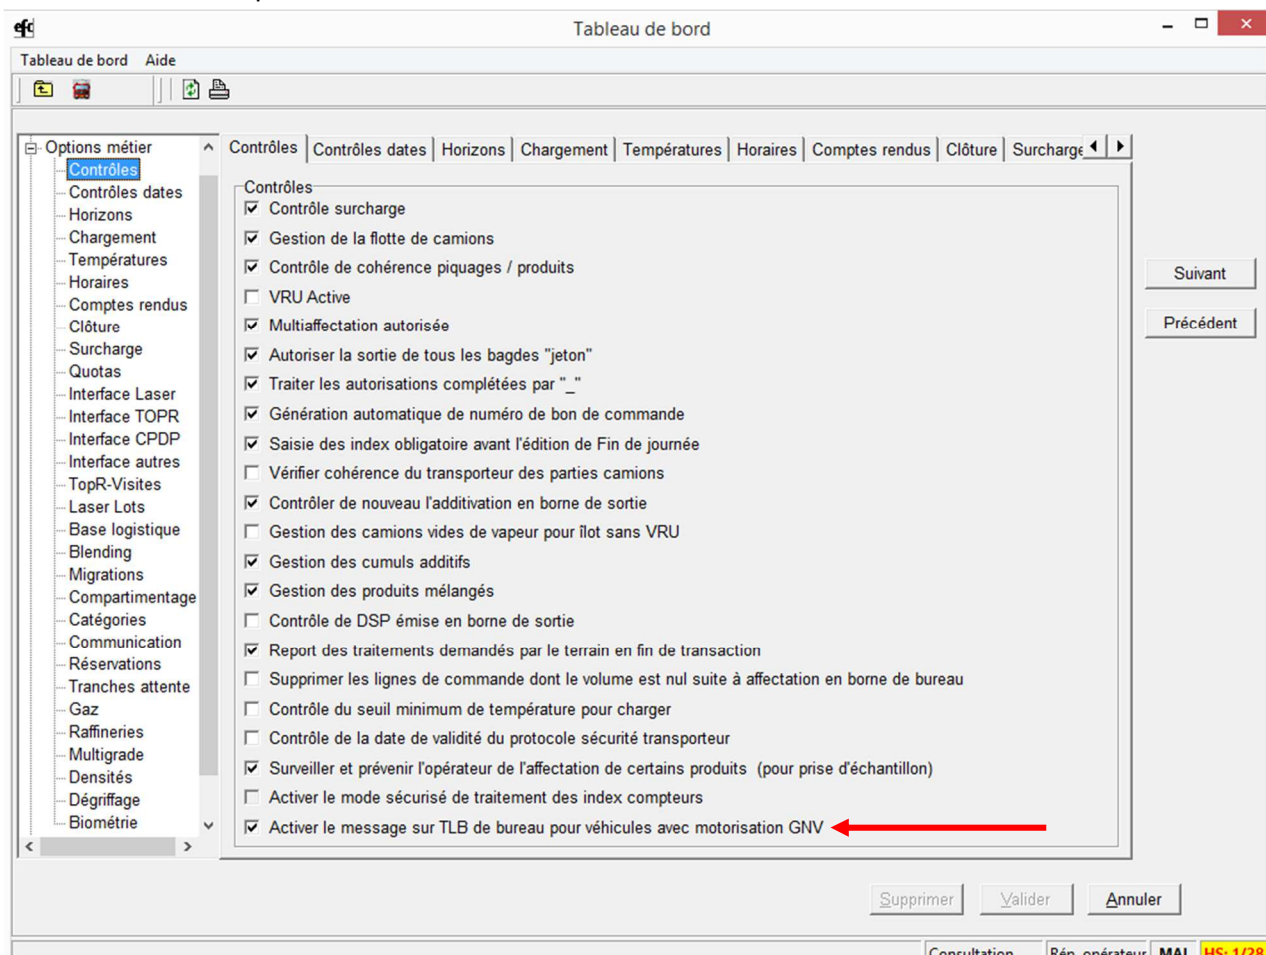 efc
Tableau de bord
Tableau de bord Aide
Options métier
Contrôles
Contrôles dates
Horizons
Chargement
Températures
Horaires
Comptes rendus
Clôture
Surcharge
Quotas
Interface Laser
Interface TOPR
Interface CPDP
Interface autres
TopR-Visites
Laser Lots
Base logistique
Blending
Migrations
Compartimentage
Catégories
Communication
Réservations
Tranches attente
Gaz
Raffineries
Multigrade
Densités
Dégriffage
Biométrie
Contrôles Contrôles dates Horizons Chargement Températures Horaires Comptes rendus Clôture Surcharge
Contrôles
Contrôle surcharge
Gestion de la flotte de camions
Contrôle de cohérence piquages / produits
VRU Active
Multiaffectation autorisée
Autoriser la sortie de tous les bagdes "jeton"
Traiter les autorisations complétées par "_"
Génération automatique de numéro de bon de commande
Saisie des index obligatoire avant l'édition de Fin de journée
Vérifier cohérence du transporteur des parties camions
Contrôler de nouveau l'additivation en borne de sortie
Gestion des camions vides de vapeur pour îlot sans VRU
Gestion des cumuls additifs
Gestion des produits mélangés
Contrôle de DSP émise en borne de sortie
Report des traitements demandés par le terrain en fin de transaction
Supprimer les lignes de commande dont le volume est nul suite à affectation en borne de bureau
Contrôle du seuil minimum de température pour charger
Contrôle de la date de validité du protocole sécurité transporteur
Surveiller et prévenir l'opérateur de l'affectation de certains produits (pour prise d'échantillon)
Activer le mode sécurisé de traitement des index compteurs
Activer le message sur TLB de bureau pour véhicules avec motorisation GNV
Suivant
Précédent
Supprimer Valider Annuler
Consultation Rép. opérateur MAI HS: 1/28